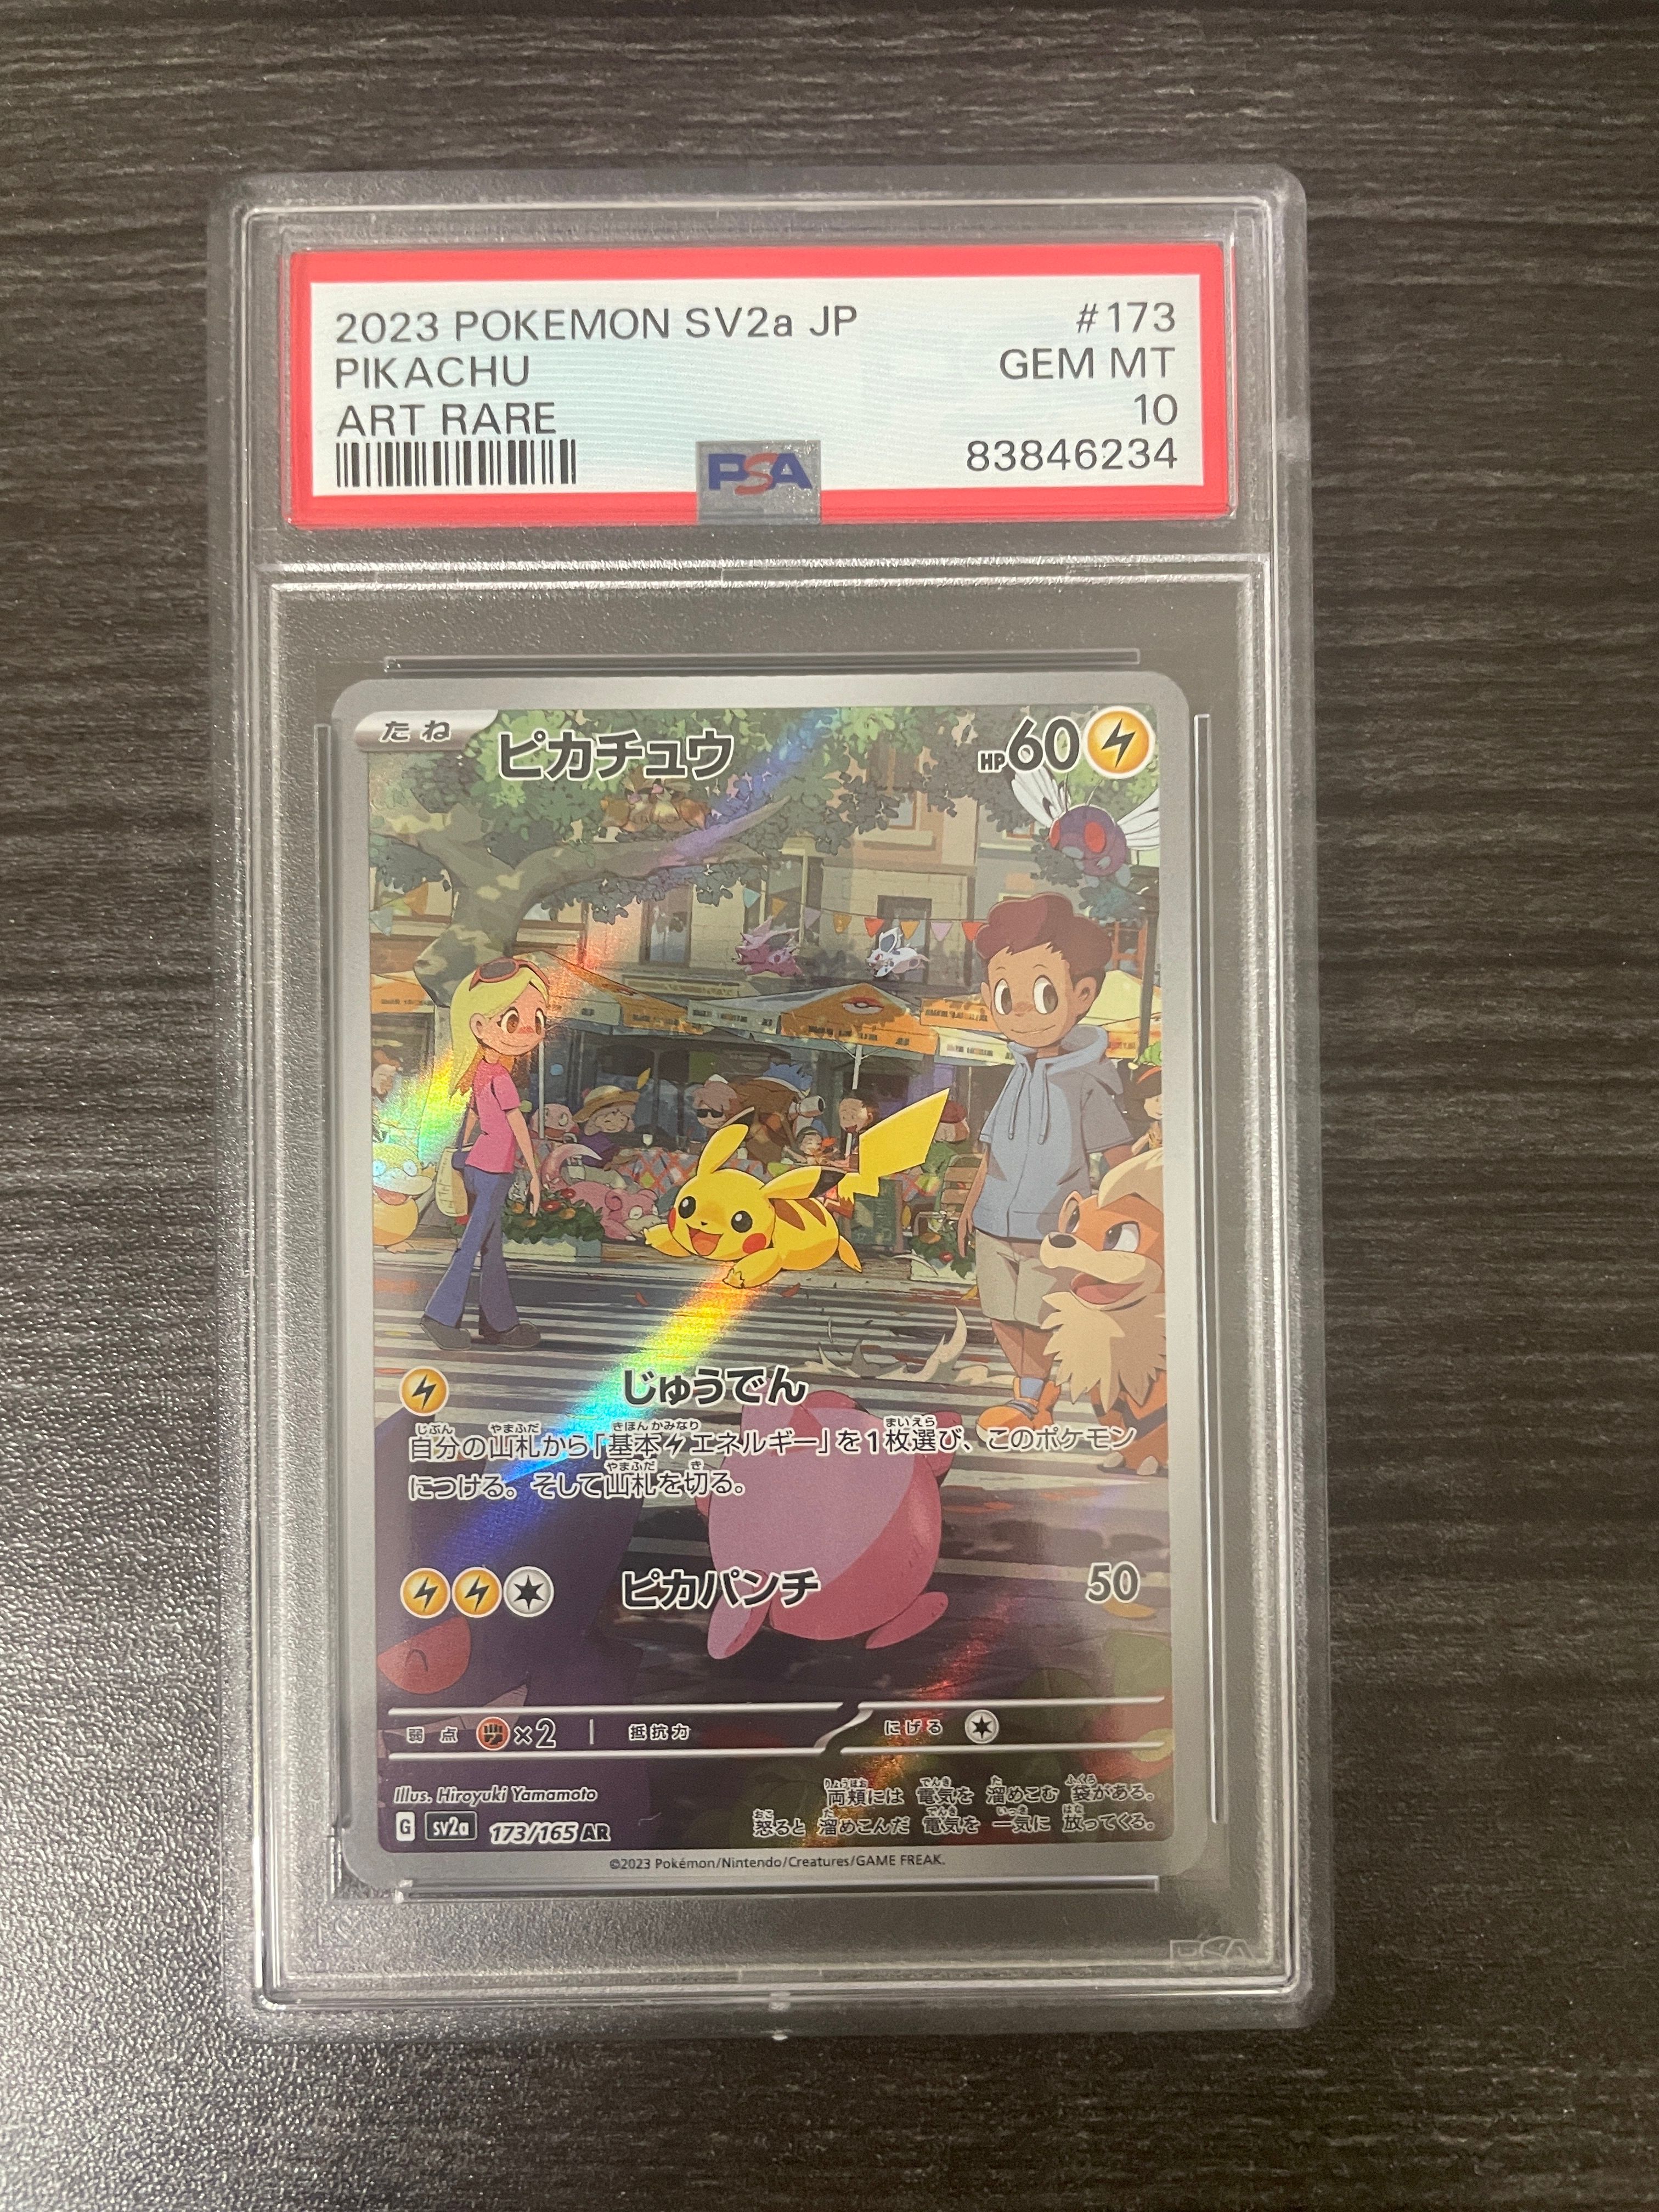 2023 POKEMON SV2a JP #173
PIKACHU GEM MT
ART RARE 10
PSA 83846234
たね ピカチュウ HP60
じゅうでん
自分の山札から「基本エネルギー」を1枚選び、このポケモン
につける。そして山札を切る。
ピカパンチ 50
弱点 ×2 抵抗力 にげる
Illus. Hiroyuki Yamamoto
両頬には 電気を 溜めこむ 袋がある。
怒ると 溜めこんだ 電気を 一気に 放ってくる。
G sv2a 173/165 AR
©2023 Pokémon/Nintendo/Creatures/GAME FREAK.
PSA